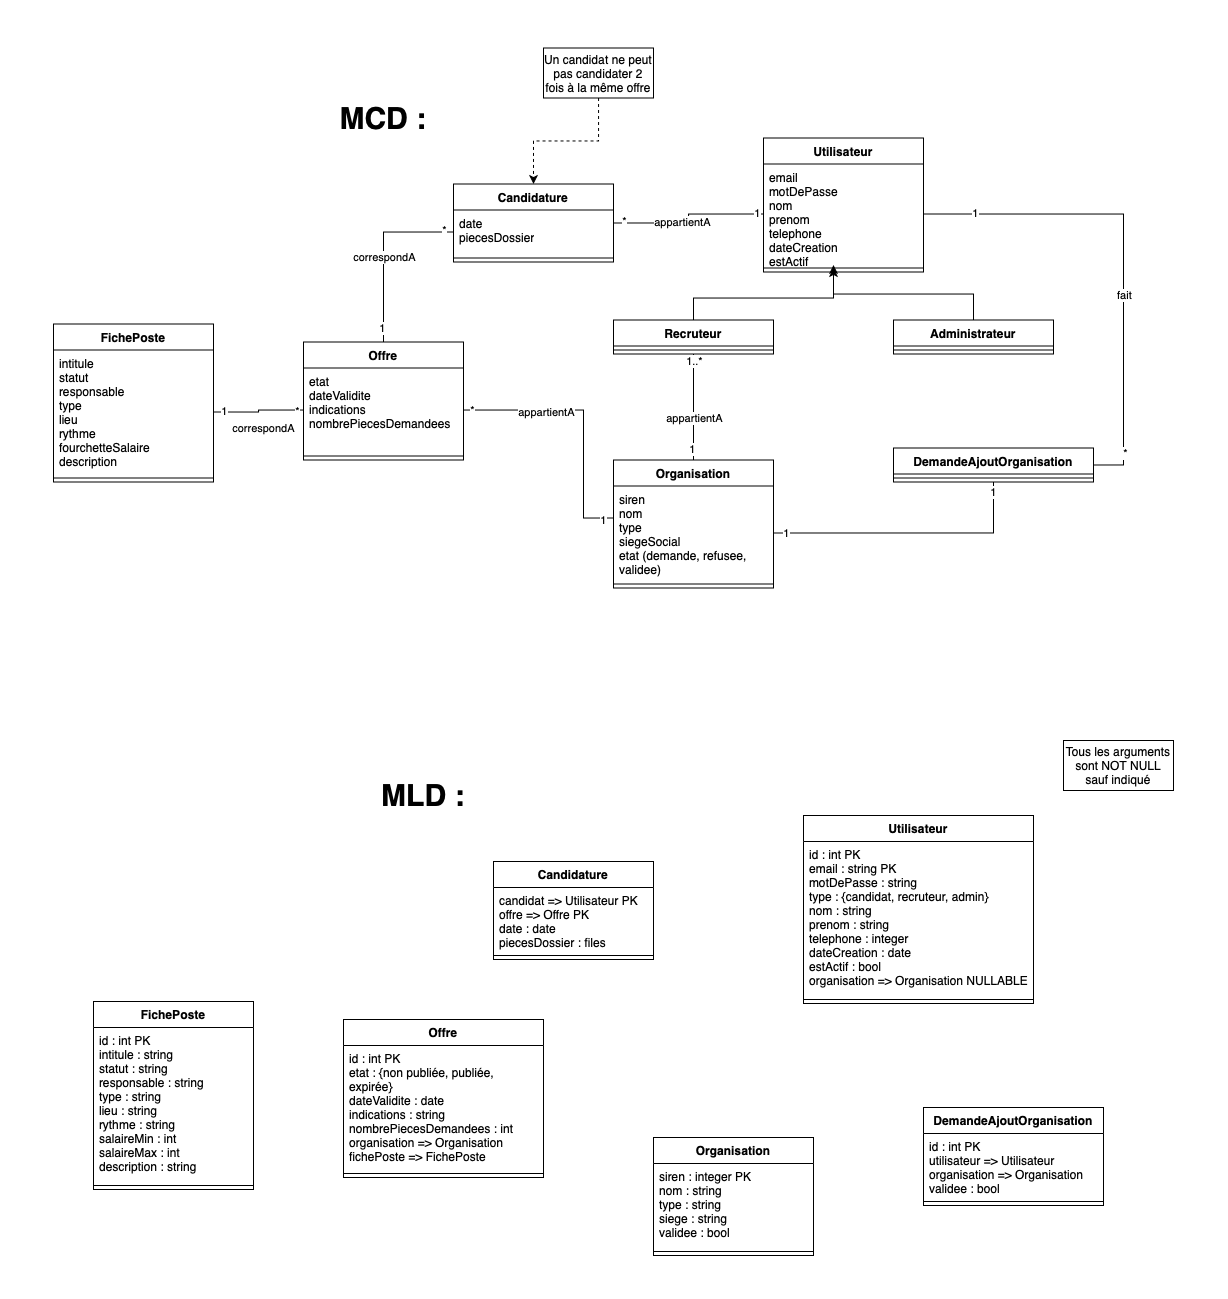 Un candidat ne peut
pas candidater 2
fois à la même offre
MCD :
Utilisateur
email
motDePasse
nom
prenom
telephone
dateCreation
estActif
Candidature
date
piecesDossier
*
appartientA
1
1
*
correspondA
1
fait
Recruteur
Administrateur
FichePoste
intitule
statut
responsable
type
lieu
rythme
fourchetteSalaire
description
Offre
etat
dateValidite
indications
nombrePiecesDemandees
1
*
correspondA
*
appartientA
1
1..*
appartientA
1
Organisation
siren
nom
type
siegeSocial
etat (demande, refusee,
validee)
DemandeAjoutOrganisation
*
1
1
Tous les arguments
sont NOT NULL
sauf indiqué
MLD :
Utilisateur
id : int PK
email : string PK
motDePasse : string
type : {candidat, recruteur, admin}
nom : string
prenom : string
telephone : integer
dateCreation : date
estActif : bool
organisation => Organisation NULLABLE
Candidature
candidat => Utilisateur PK
offre => Offre PK
date : date
piecesDossier : files
FichePoste
id : int PK
intitule : string
statut : string
responsable : string
type : string
lieu : string
rythme : string
salaireMin : int
salaireMax : int
description : string
Offre
id : int PK
etat : {non publiée, publiée,
expirée}
dateValidite : date
indications : string
nombrePiecesDemandees : int
organisation => Organisation
fichePoste => FichePoste
Organisation
siren : integer PK
nom : string
type : string
siege : string
validee : bool
DemandeAjoutOrganisation
id : int PK
utilisateur => Utilisateur
organisation => Organisation
validee : bool